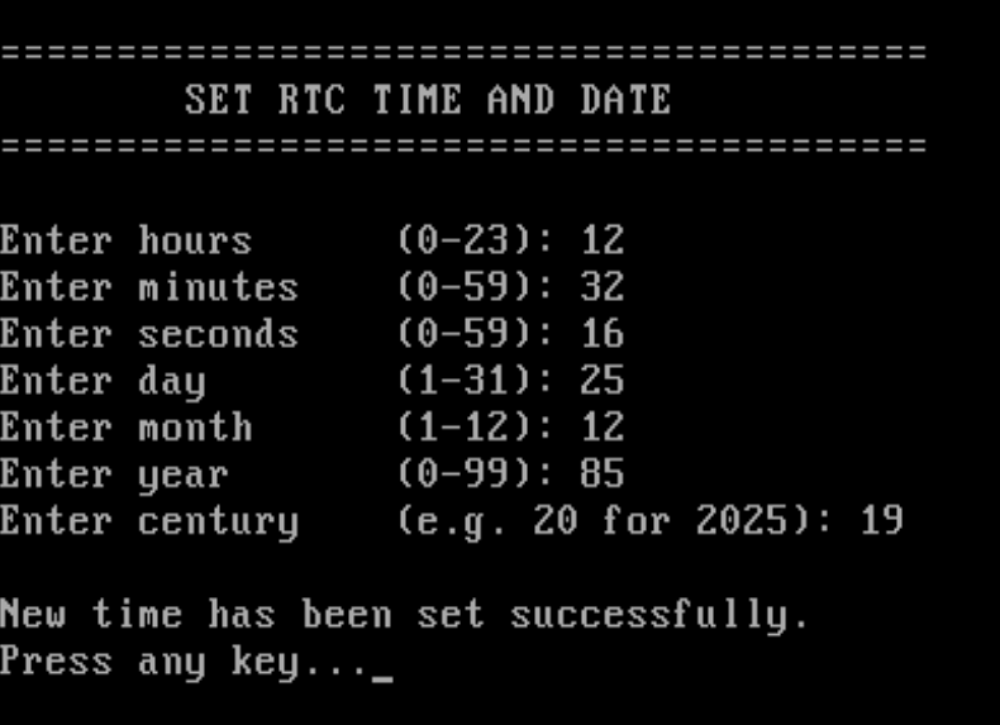 ========================================
SET RTC TIME AND DATE
========================================
Enter hours    (0-23): 12
Enter minutes    (0-59): 32
Enter seconds    (0-59): 16
Enter day    (1-31): 25
Enter month    (1-12): 12
Enter year    (0-99): 85
Enter century    (e.g. 20 for 2025): 19
New time has been set successfully.
Press any key..._